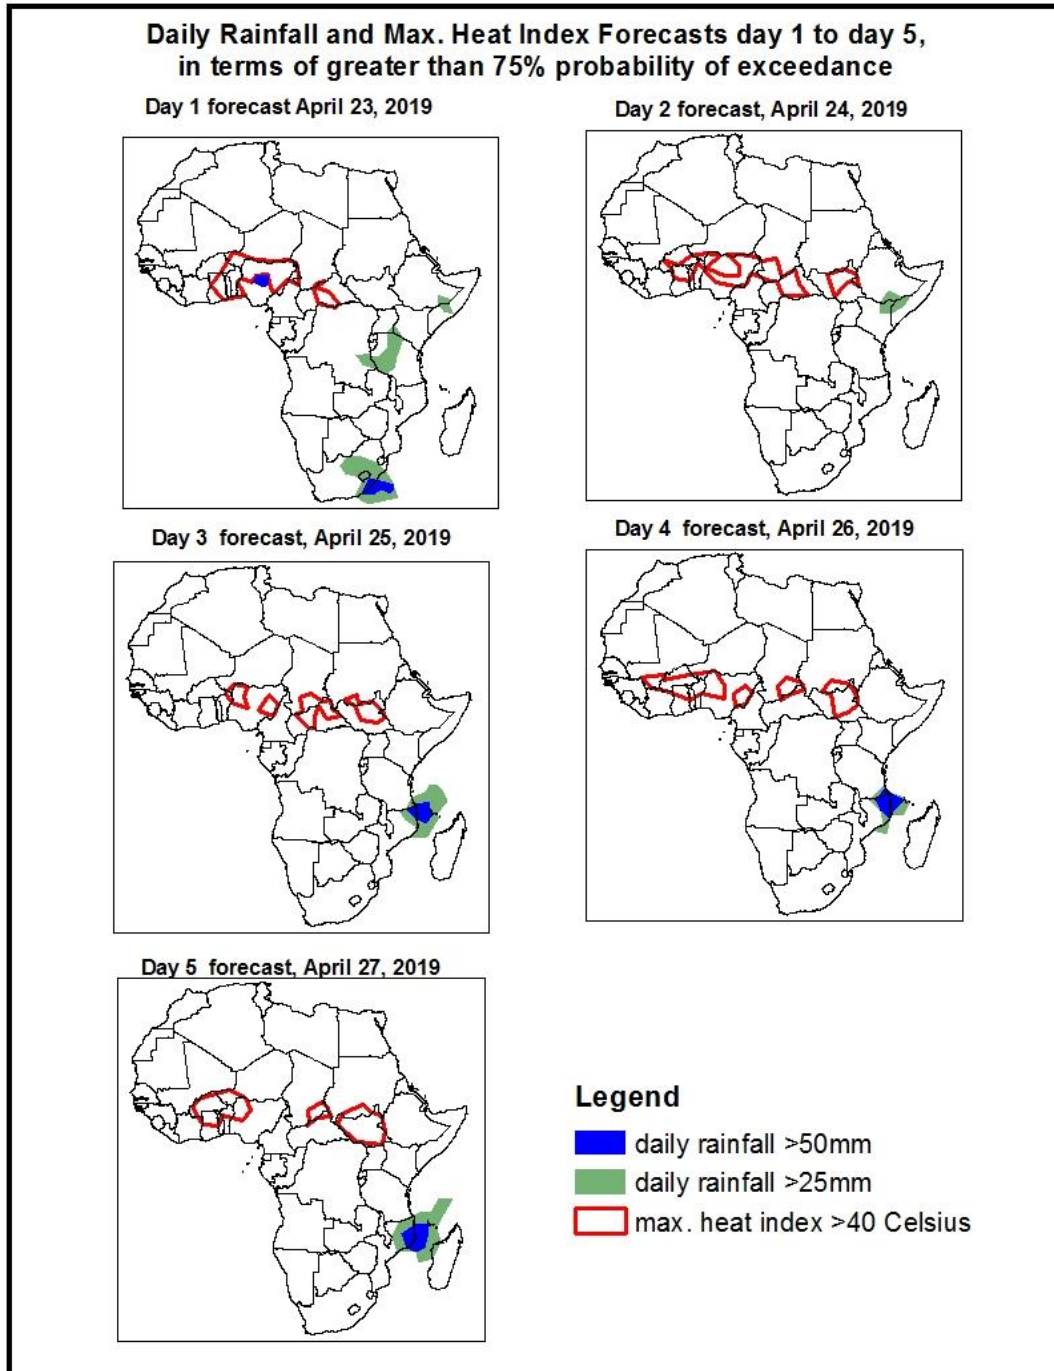 Daily Rainfall and Max. Heat Index Forecasts day 1 to day 5,
in terms of greater than 75% probability of exceedance
Day 1 forecast April 23, 2019
Day 2 forecast, April 24, 2019
Day 3 forecast, April 25, 2019
Day 4 forecast, April 26, 2019
Day 5 forecast, April 27, 2019
Legend
daily rainfall >50mm
daily rainfall >25mm
max. heat index >40 Celsius